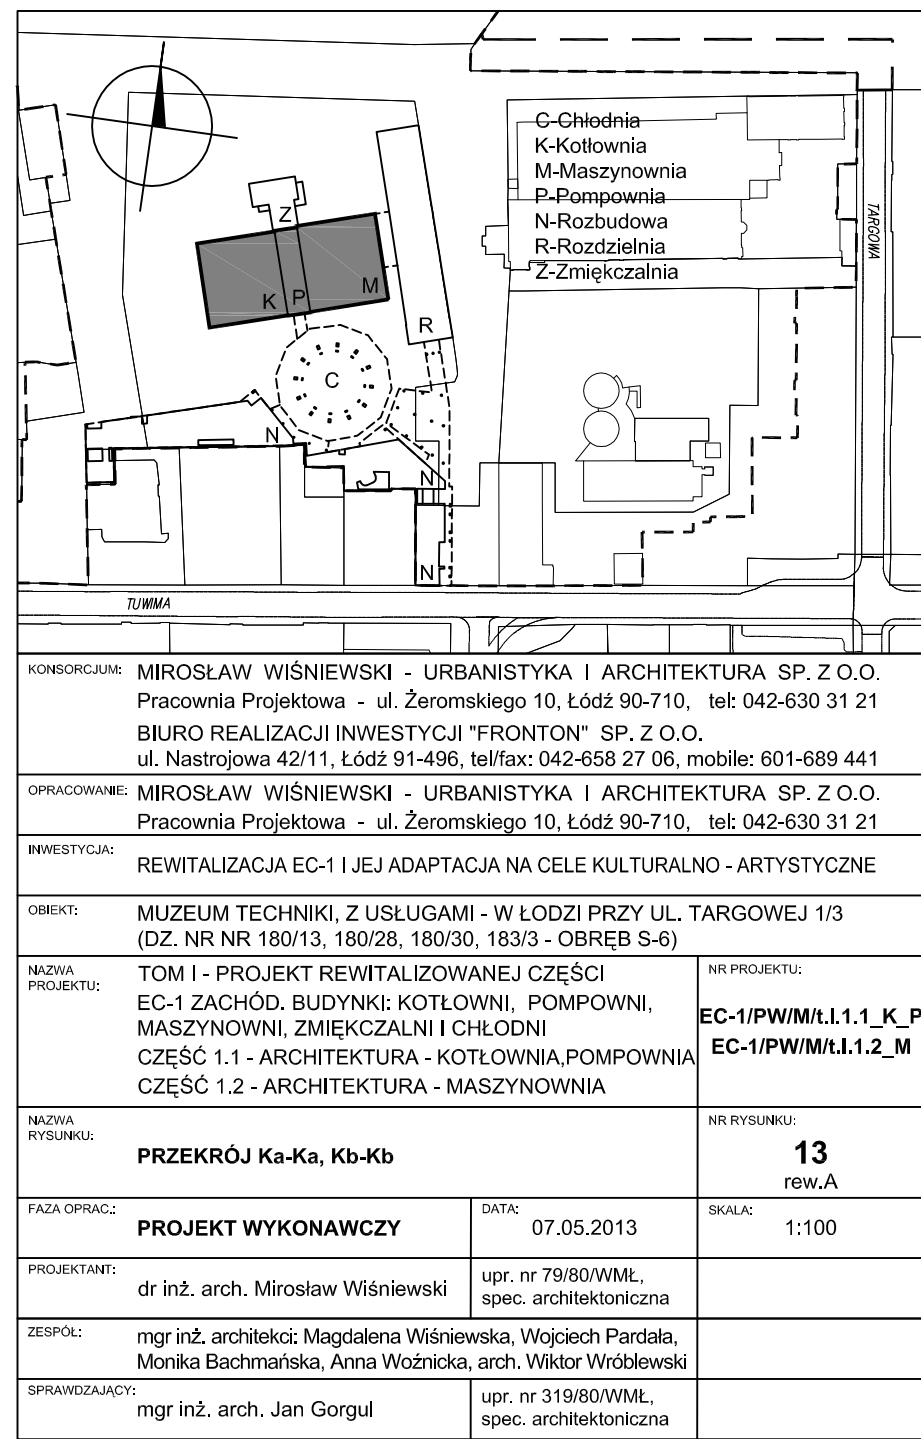 C-Chłodnia
K-Kotłownia
M-Maszynownia
P-Pompownia
N-Rozbudowa
R-Rozdzielnia
Z-Zmiękczalnia
TARGOWA
Z
K
P
M
R
C
N
N
N
TUWIMA
KONSORCJUM: MIROSŁAW WIŚNIEWSKI - URBANISTYKA I ARCHITEKTURA SP. Z O.O.
Pracownia Projektowa - ul. Żeromskiego 10, Łódź 90-710, tel: 042-630 31 21
BIURO REALIZACJI INWESTYCJI "FRONTON" SP. Z O.O.
ul. Nastrojowa 42/11, Łódź 91-496, tel/fax: 042-658 27 06, mobile: 601-689 441
OPRACOWANIE: MIROSŁAW WIŚNIEWSKI - URBANISTYKA I ARCHITEKTURA SP. Z O.O.
Pracownia Projektowa - ul. Żeromskiego 10, Łódź 90-710, tel: 042-630 31 21
INWESTYCJA:
REWITALIZACJA EC-1 I JEJ ADAPTACJA NA CELE KULTURALNO - ARTYSTYCZNE
OBIEKT: MUZEUM TECHNIKI, Z USŁUGAMI - W ŁODZI PRZY UL. TARGOWEJ 1/3
(DZ. NR NR 180/13, 180/28, 180/30, 183/3 - OBRĘB S-6)
NAZWA PROJEKTU:
TOM I - PROJEKT REWITALIZOWANEJ CZĘŚCI
EC-1 ZACHÓD. BUDYNKI: KOTŁOWNI, POMPOWNI,
MASZYNOWNI, ZMIĘKCZALNI I CHŁODNI
CZĘŚĆ 1.1 - ARCHITEKTURA - KOTŁOWNIA,POMPOWNIA
CZĘŚĆ 1.2 - ARCHITEKTURA - MASZYNOWNIA
NR PROJEKTU:
EC-1/PW/M/t.I.1.1_K_P
EC-1/PW/M/t.I.1.2_M
NAZWA
RYSUNKU:
PRZEKRÓJ Ka-Ka, Kb-Kb
NR RYSUNKU:
13
rew.A
FAZA OPRAC.:
PROJEKT WYKONAWCZY
DATA:
07.05.2013
SKALA:
1:100
PROJEKTANT:
dr inż. arch. Mirosław Wiśniewski
upr. nr 79/80/WMŁ,
spec. architektoniczna
ZESPÓŁ:
mgr inż. architekci: Magdalena Wiśniewska, Wojciech Pardała,
Monika Bachmańska, Anna Woźnicka, arch. Wiktor Wróblewski
SPRAWDZAJĄCY:
mgr inż. arch. Jan Gorgul
upr. nr 319/80/WMŁ,
spec. architektoniczna